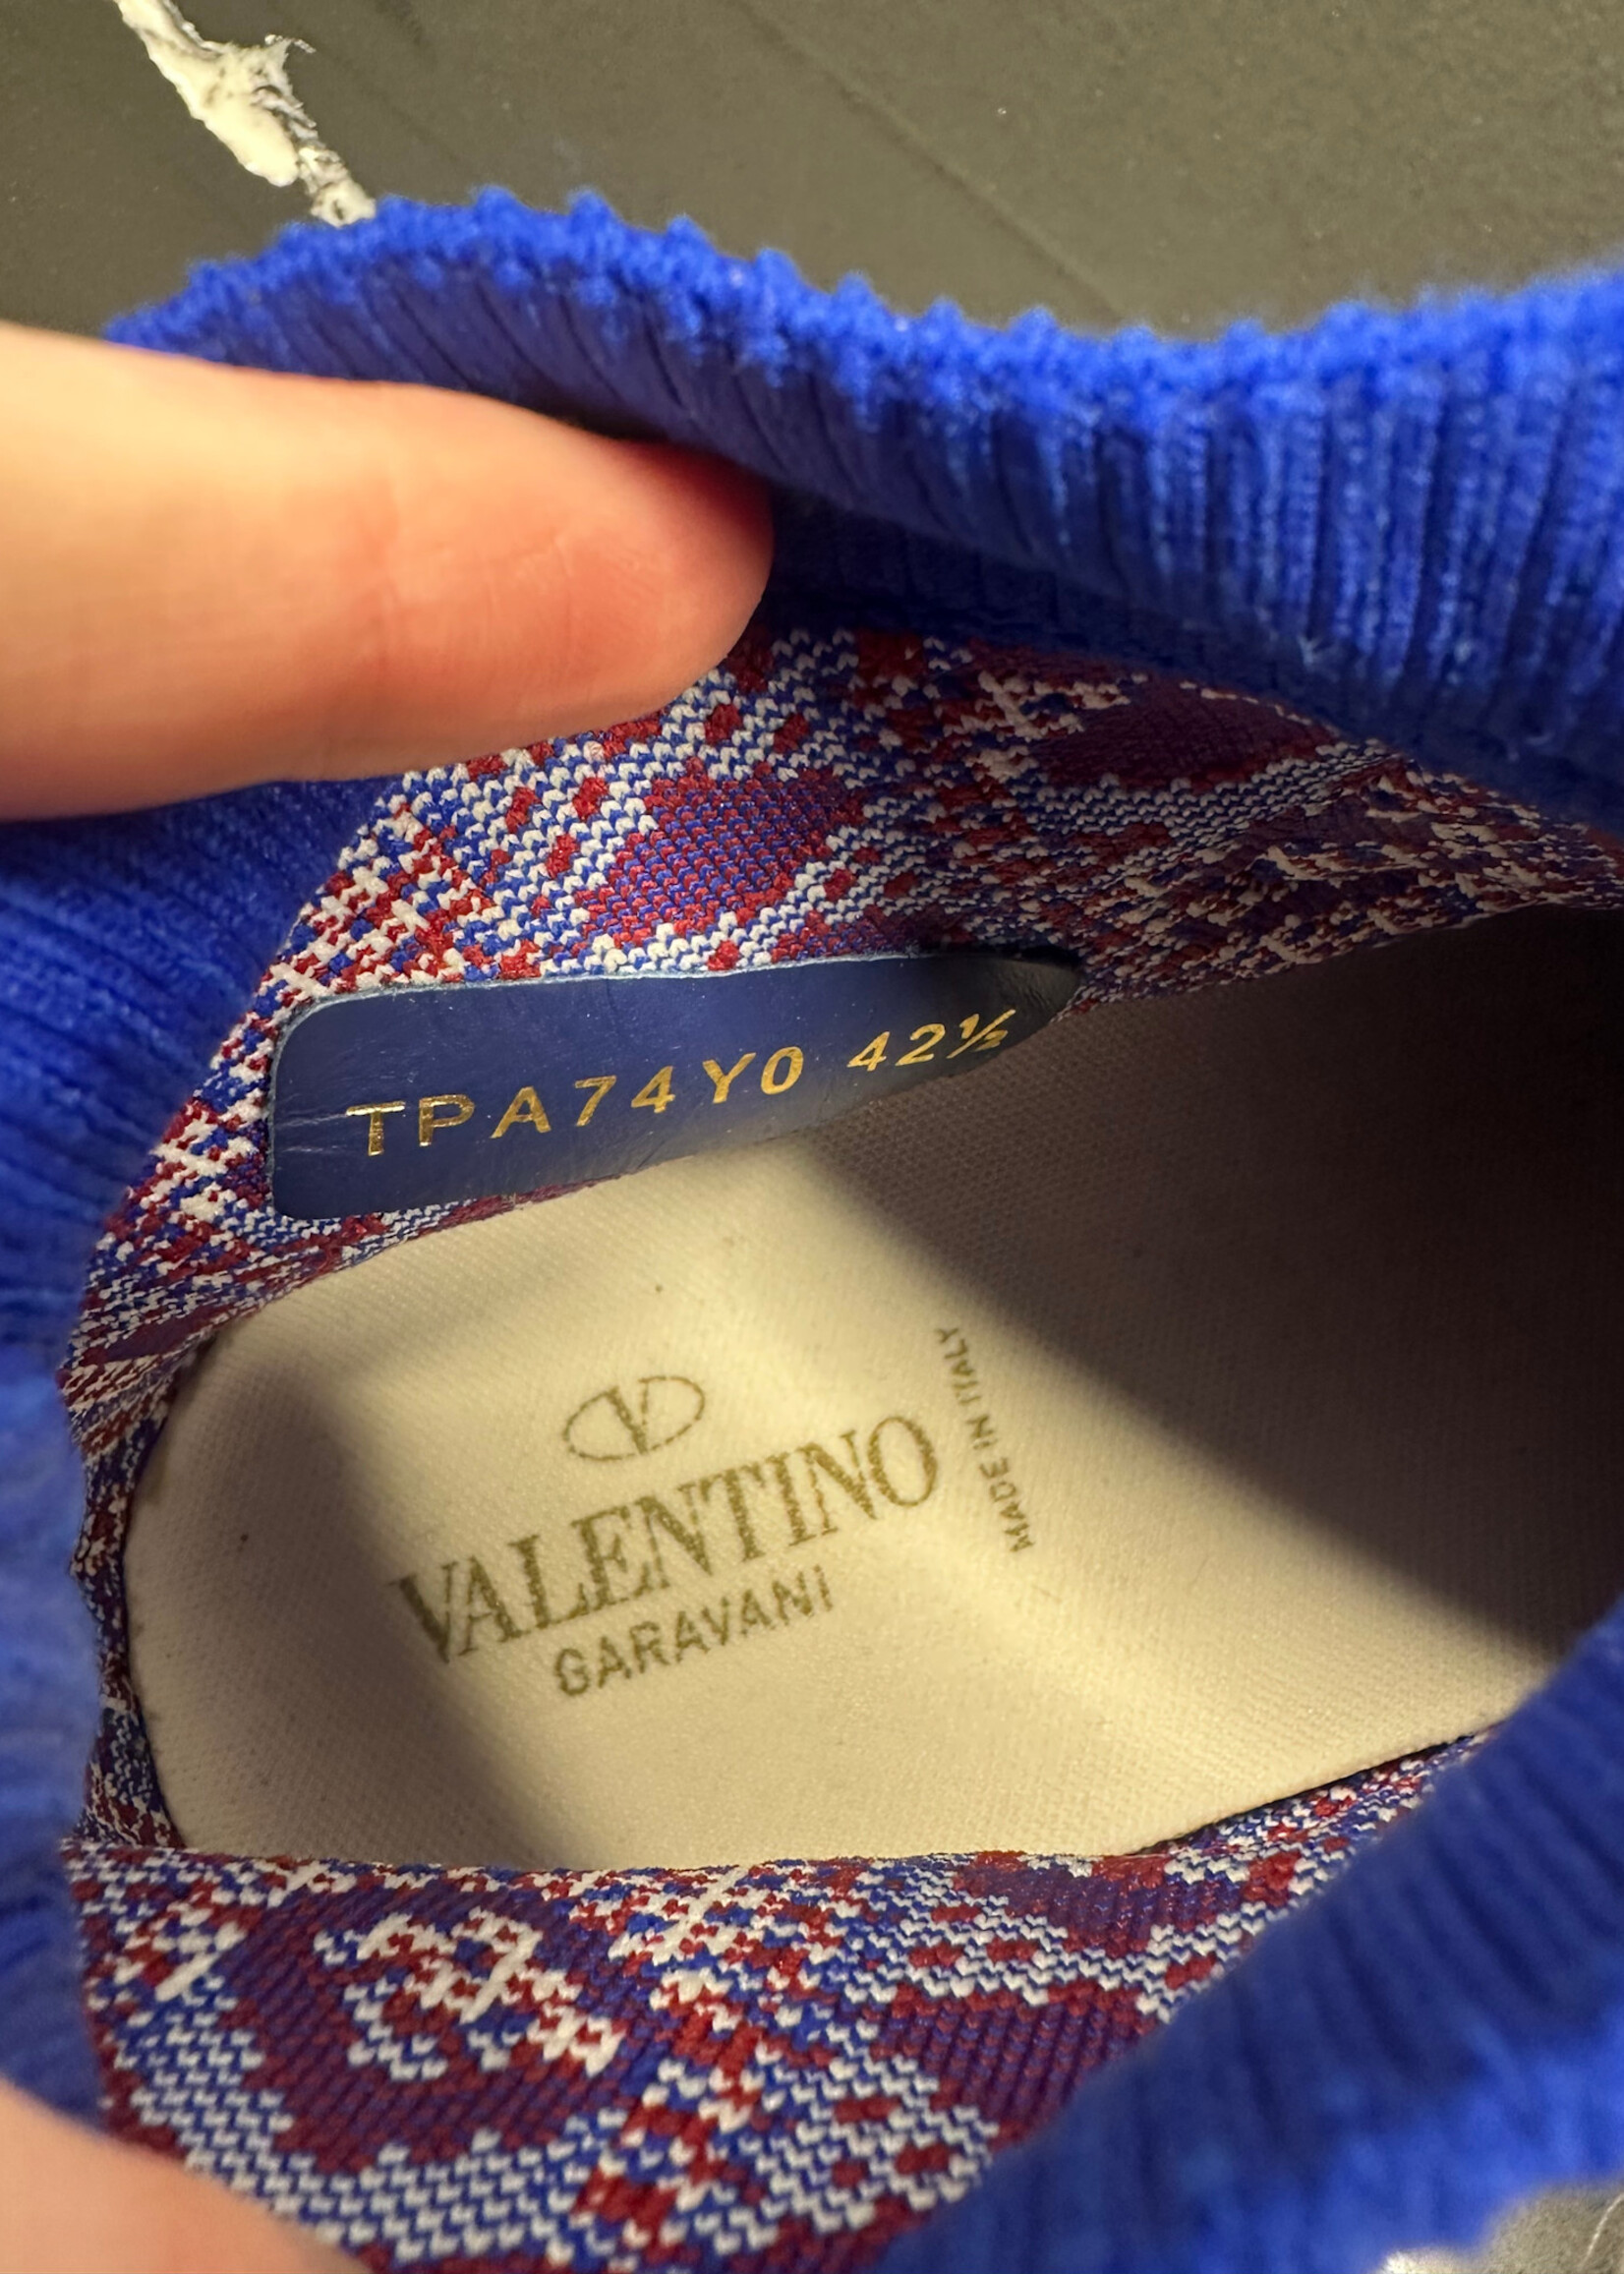 TPA74Y0 42½
V
VALENTINO
GARAVANI
MADE IN ITALY